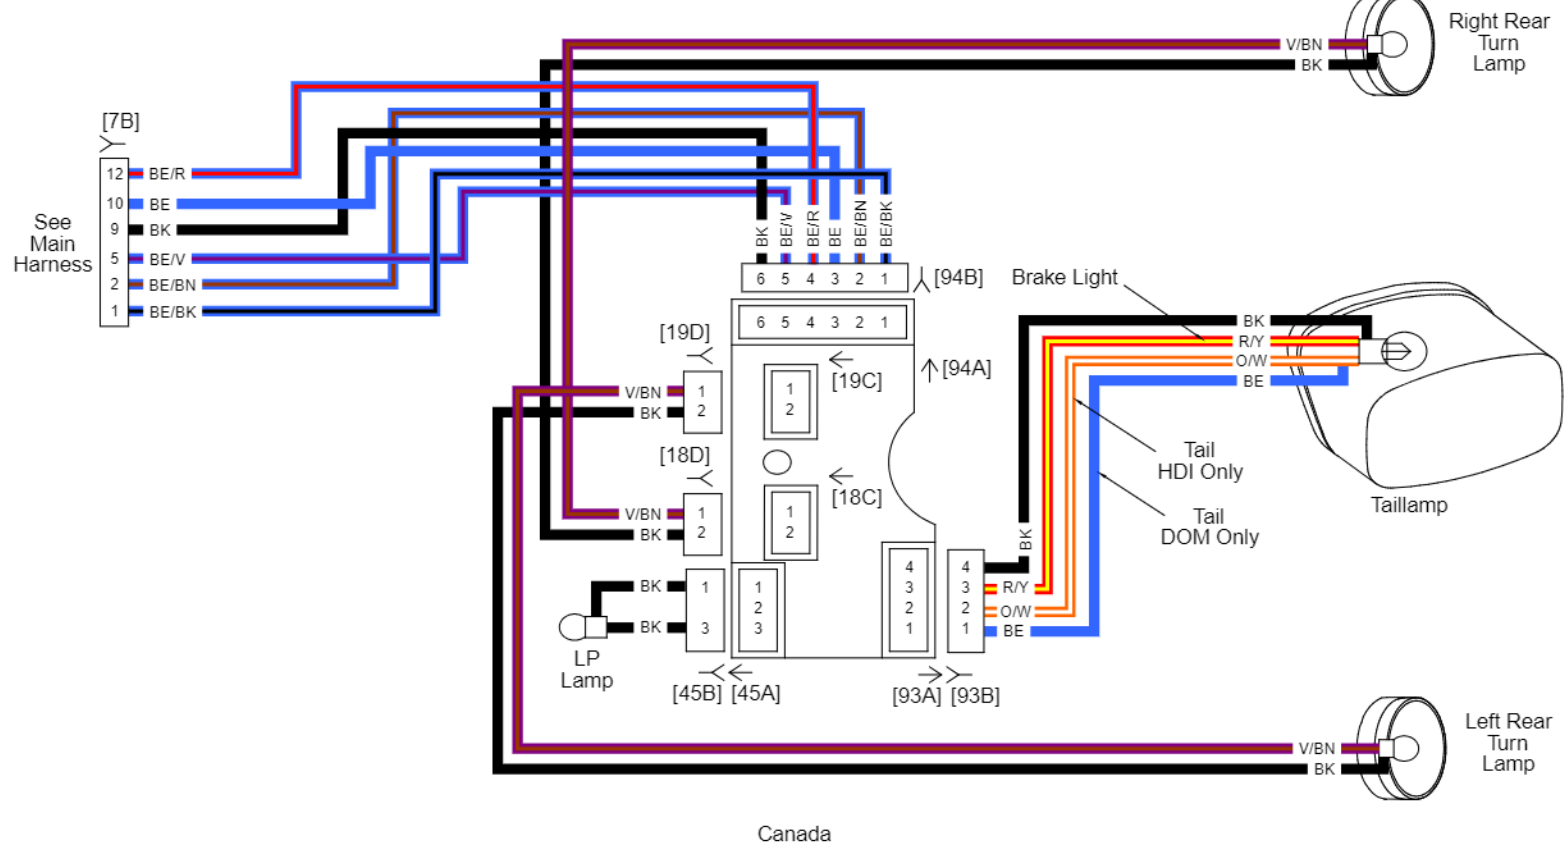 Right Rear
Turn
Lamp
V/BN
BK
[7B]
12 BE/R
10 BE
9 BK
5 BE/V
2 BE/BN
1 BE/BK
See
Main
Harness
BK BE/V BE/R BE BE/BN BE/BK
6 5 4 3 2 1
[94B]
6 5 4 3 2 1
[94A]
Brake Light
BK
R/Y
O/W
BE
Tail
HDI Only
Tail
DOM Only
Taillamp
[19D]
V/BN 1
BK 2
1
2
[19C]
[18D]
V/BN 1
BK 2
1
2
[18C]
BK 1
BK 3
LP
Lamp
1
2
3
[45B] [45A]
4
3
2
1
4
3
2
1
BK
R/Y
O/W
BE
[93A] [93B]
V/BN
BK
Left Rear
Turn
Lamp
Canada